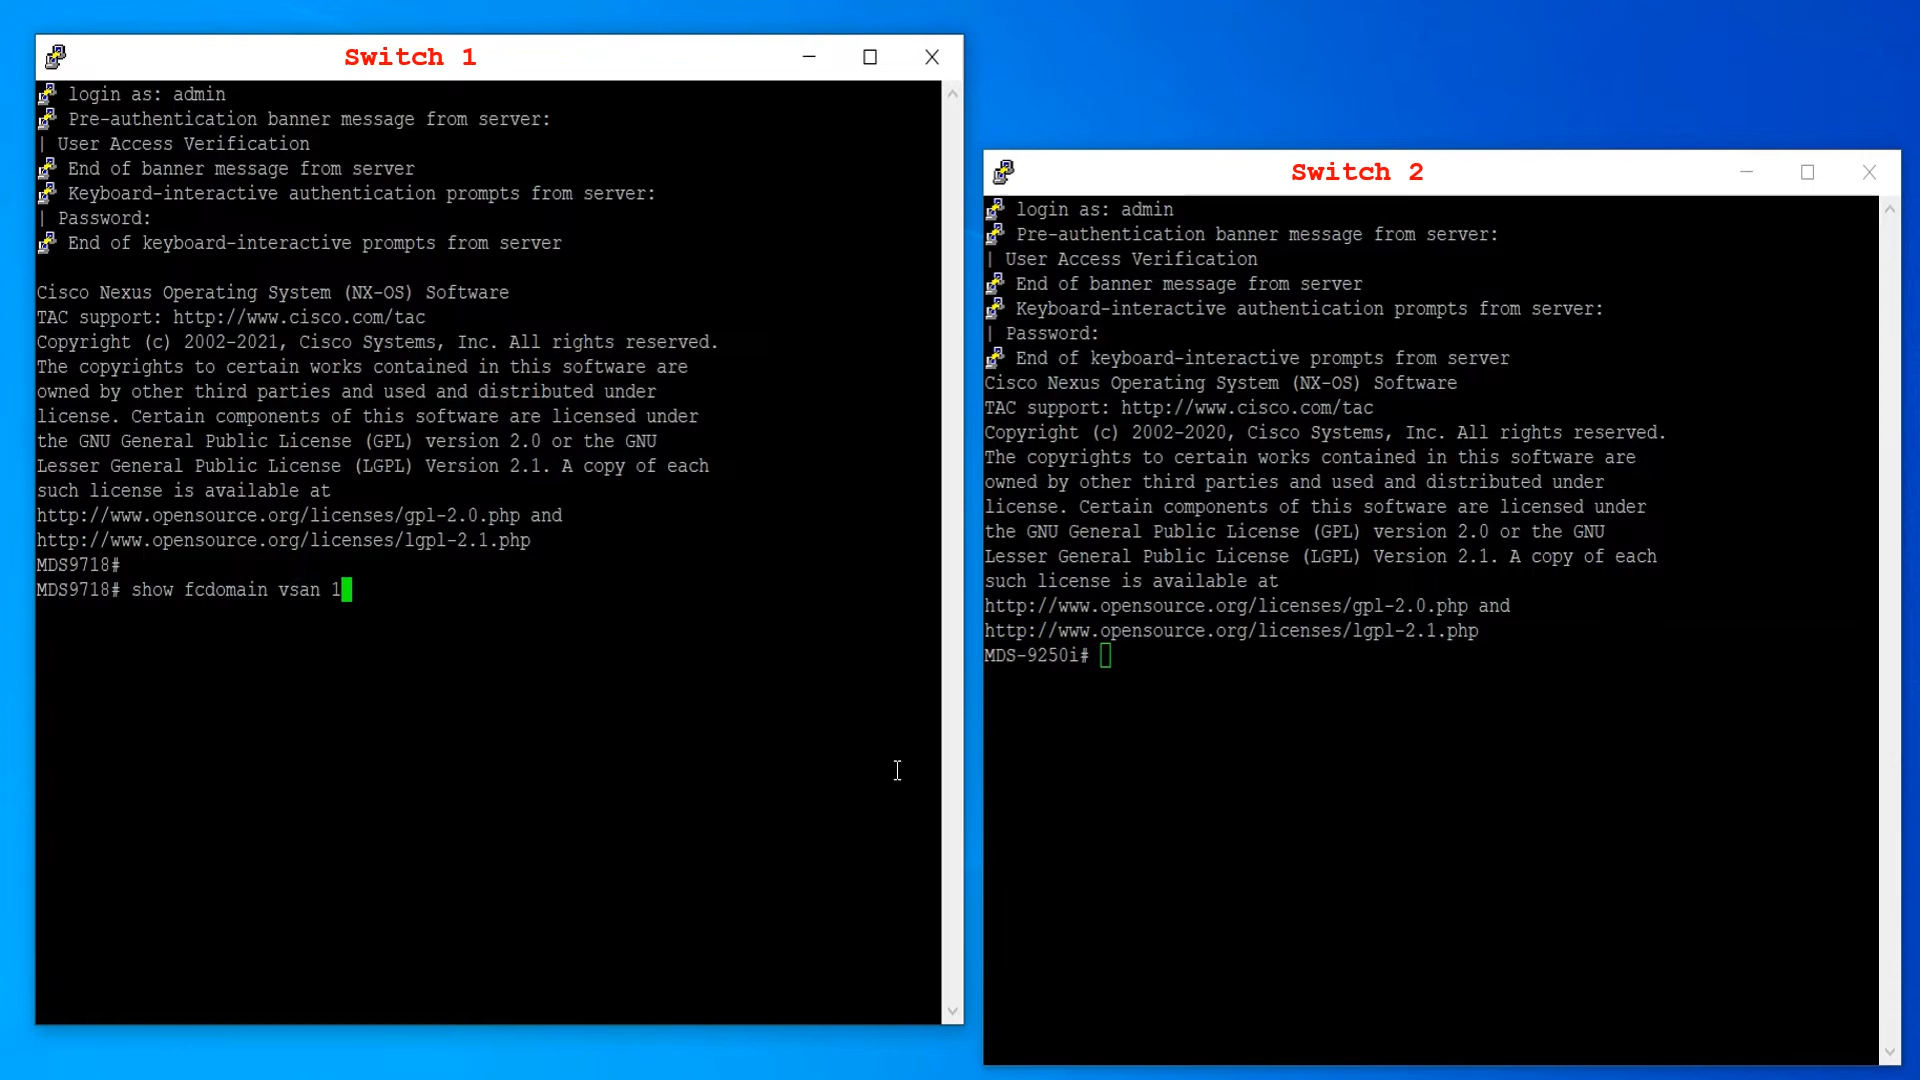 Switch 1
login as: admin
Pre-authentication banner message from server:
| User Access Verification
End of banner message from server
Keyboard-interactive authentication prompts from server:
| Password:
End of keyboard-interactive prompts from server
Cisco Nexus Operating System (NX-OS) Software
TAC support: http://www.cisco.com/tac
Copyright (c) 2002-2021, Cisco Systems, Inc. All rights reserved.
The copyrights to certain works contained in this software are
owned by other third parties and used and distributed under
license. Certain components of this software are licensed under
the GNU General Public License (GPL) version 2.0 or the GNU
Lesser General Public License (LGPL) Version 2.1. A copy of each
such license is available at
http://www.opensource.org/licenses/gpl-2.0.php and
http://www.opensource.org/licenses/lgpl-2.1.php
MDS9718#
MDS9718# show fcdomain vsan 1
Switch 2
login as: admin
Pre-authentication banner message from server:
| User Access Verification
End of banner message from server
Keyboard-interactive authentication prompts from server:
| Password:
End of keyboard-interactive prompts from server
Cisco Nexus Operating System (NX-OS) Software
TAC support: http://www.cisco.com/tac
Copyright (c) 2002-2020, Cisco Systems, Inc. All rights reserved.
The copyrights to certain works contained in this software are
owned by other third parties and used and distributed under
license. Certain components of this software are licensed under
the GNU General Public License (GPL) version 2.0 or the GNU
Lesser General Public License (LGPL) Version 2.1. A copy of each
such license is available at
http://www.opensource.org/licenses/gpl-2.0.php and
http://www.opensource.org/licenses/lgpl-2.1.php
MDS-9250i#